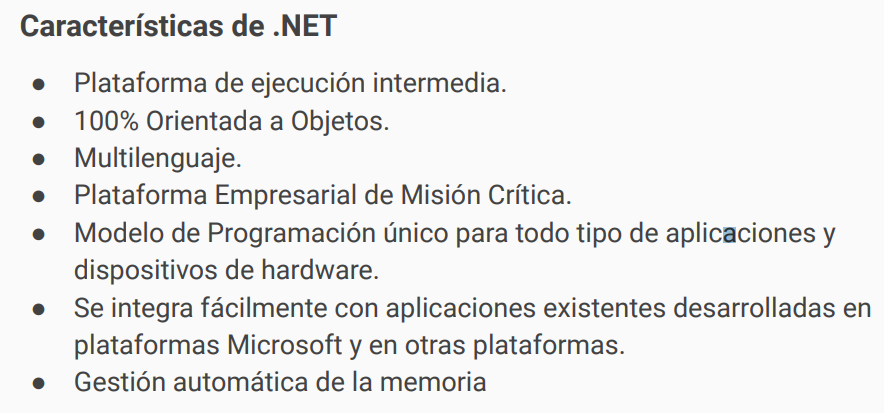 Características de .NET
● Plataforma de ejecución intermedia.
● 100% Orientada a Objetos.
● Multilenguaje.
● Plataforma Empresarial de Misión Crítica.
● Modelo de Programación único para todo tipo de aplicaciones y
dispositivos de hardware.
● Se integra fácilmente con aplicaciones existentes desarrolladas en
plataformas Microsoft y en otras plataformas.
● Gestión automática de la memoria